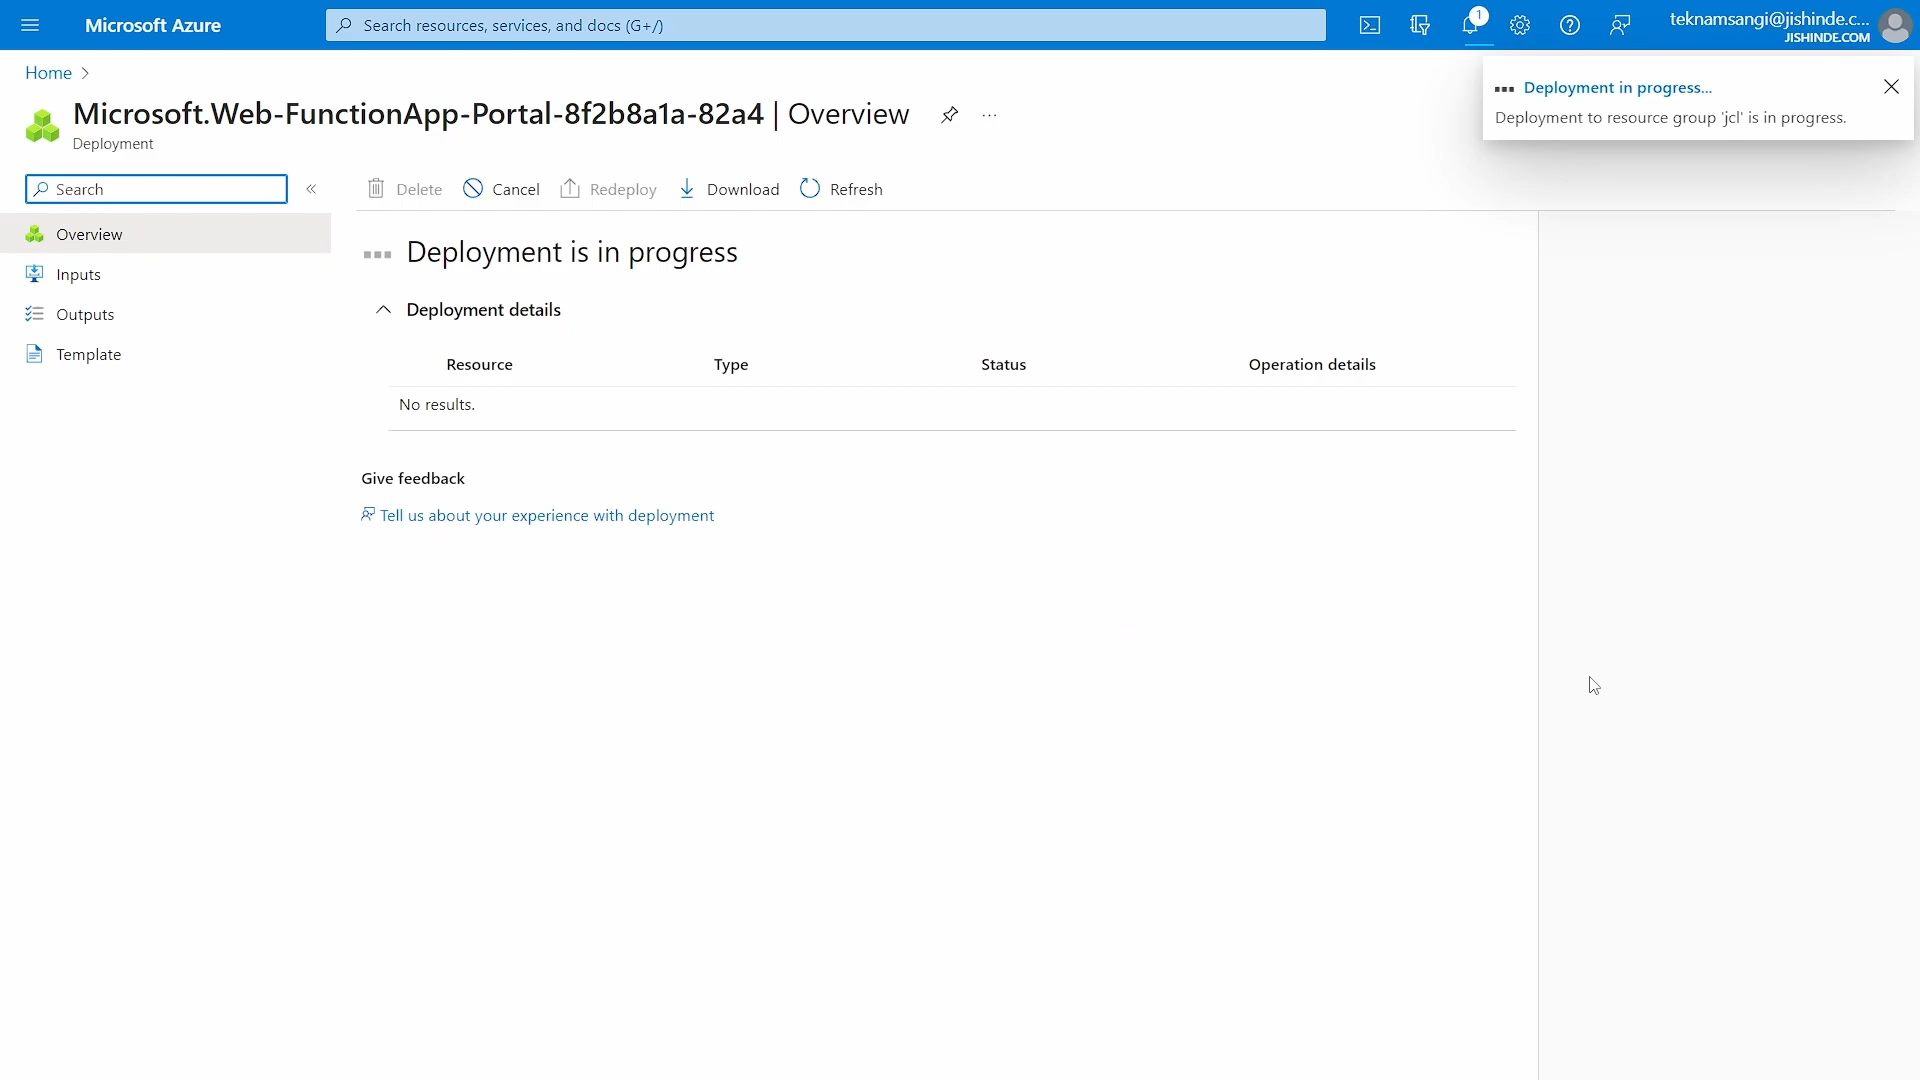 Microsoft Azure
Search resources, services, and docs (G+/)
1
teknamsangi@jishinde.c...
JISHINDE.COM
Home
Deployment in progress...
Deployment to resource group 'jcl' is in progress.
Microsoft.Web-FunctionApp-Portal-8f2b8a1a-82a4 | Overview
Deployment
Search
Delete
Cancel
Redeploy
Download
Refresh
Overview
Inputs
Outputs
Template
Deployment is in progress
Deployment details
Resource Type Status Operation details
No results.
Give feedback
Tell us about your experience with deployment